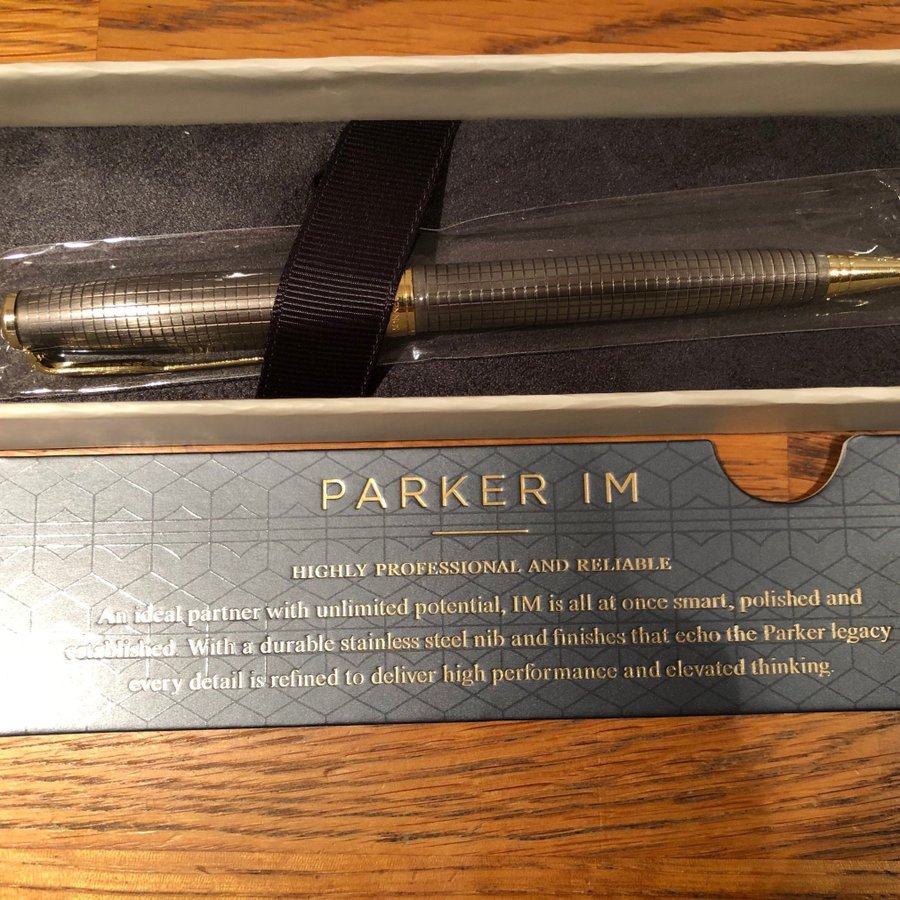 PARKER IM
HIGHLY PROFESSIONAL AND RELIABLE
An ideal partner with unlimited potential, IM is all at once smart, polished and
established. With a durable stainless steel nib and finishes that echo the Parker legacy
every detail is refined to deliver high performance and elevated thinking.